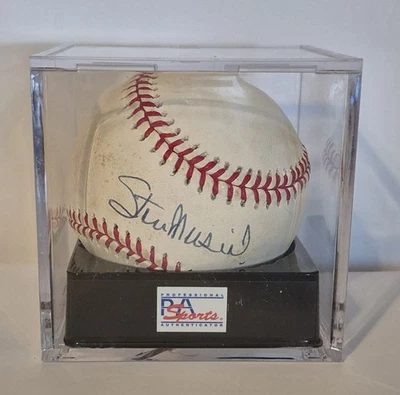 Stan Musial
PROFESSIONAL
PSA
Sports
AUTHENTICATOR